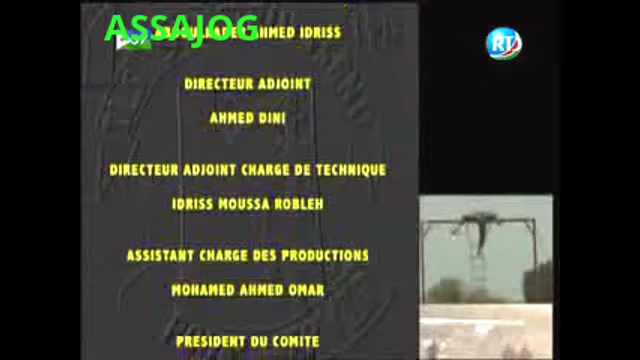 ASSAJOG
AHMED IDRISS
RT
DIRECTEUR ADJOINT
AHMED DINI
DIRECTEUR ADJOINT CHARGE DE TECHNIQUE
IDRISS MOUSSA ROBLEH
ASSISTANT CHARGE DES PRODUCTIONS
MOHAMED AHMED OMAR
PRESIDENT DU COMITE